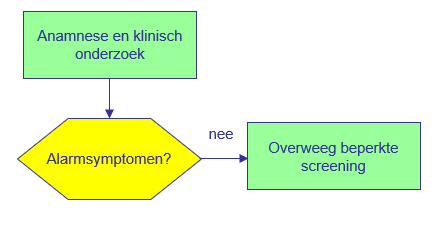 Anamnese en klinisch
onderzoek
Alarmsymptomen?
nee
Overweeg beperkte
screening